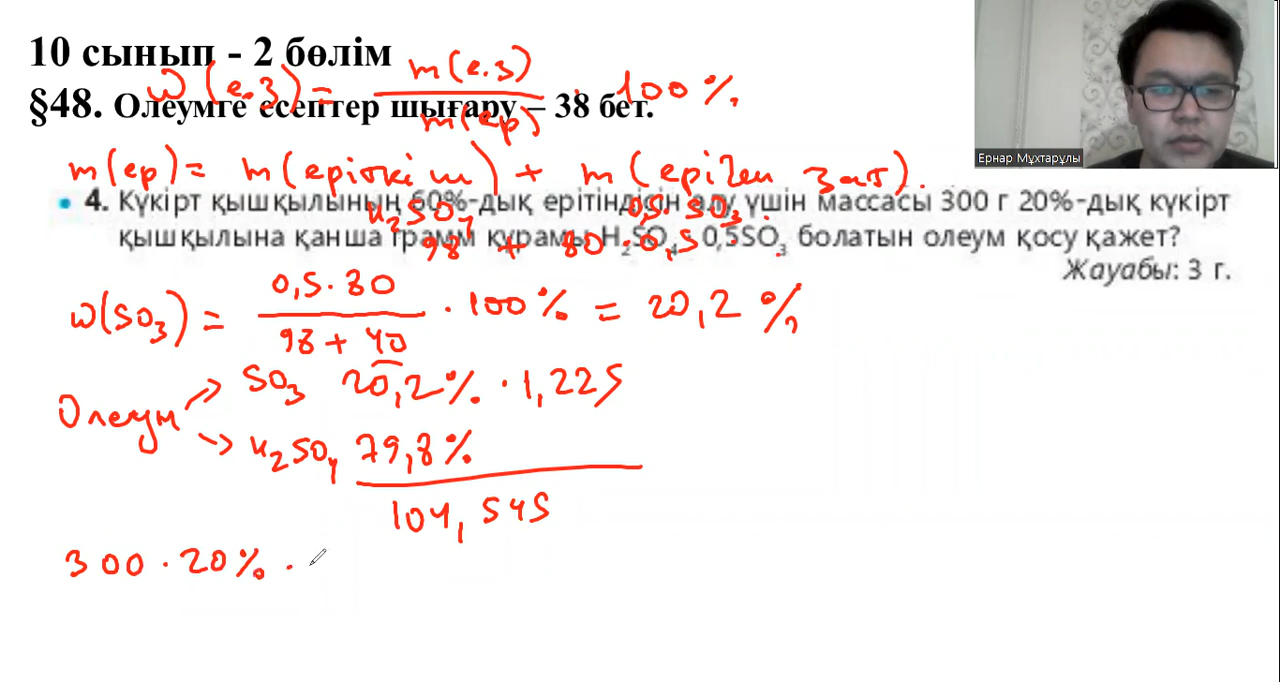 10 сынып - 2 бөлім
§48. Олеумге есептер шығару – 38 бет.
w(е.з) = m(е.з) / m(ер) · 100%
m(ер) = m(еріткіш) + m(еріген зат).
• 4. Күкірт қышқылының 60%-дық ерітіндісін алу үшін массасы 300 г 20%-дық күкірт
H2SO4 0,5 · SO3
қышқылына қанша грамм құрамы H2SO4·0,5SO3 болатын олеум қосу қажет?
98 + 80 · 0,5
Жауабы: 3 г.
w(SO3) = 0,5 · 80 / 98 + 40 · 100% = 20,2%
SO3 20,2% · 1,225
Олеум
H2SO4 79,8%
104,545
300 · 20% ·
Ернар Мұхтарұлы